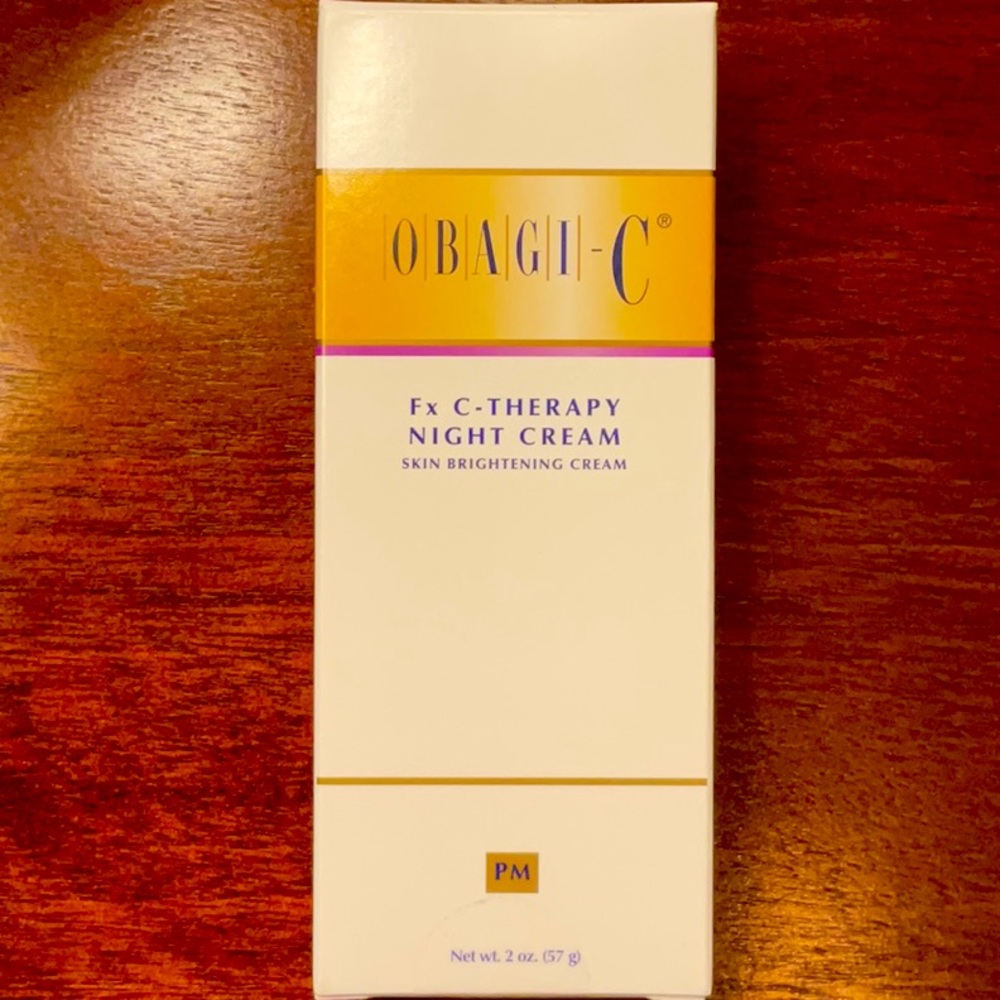 OBAGI-C®
Fx C-THERAPY
NIGHT CREAM
SKIN BRIGHTENING CREAM
PM
Net wt. 2 oz. (57 g)